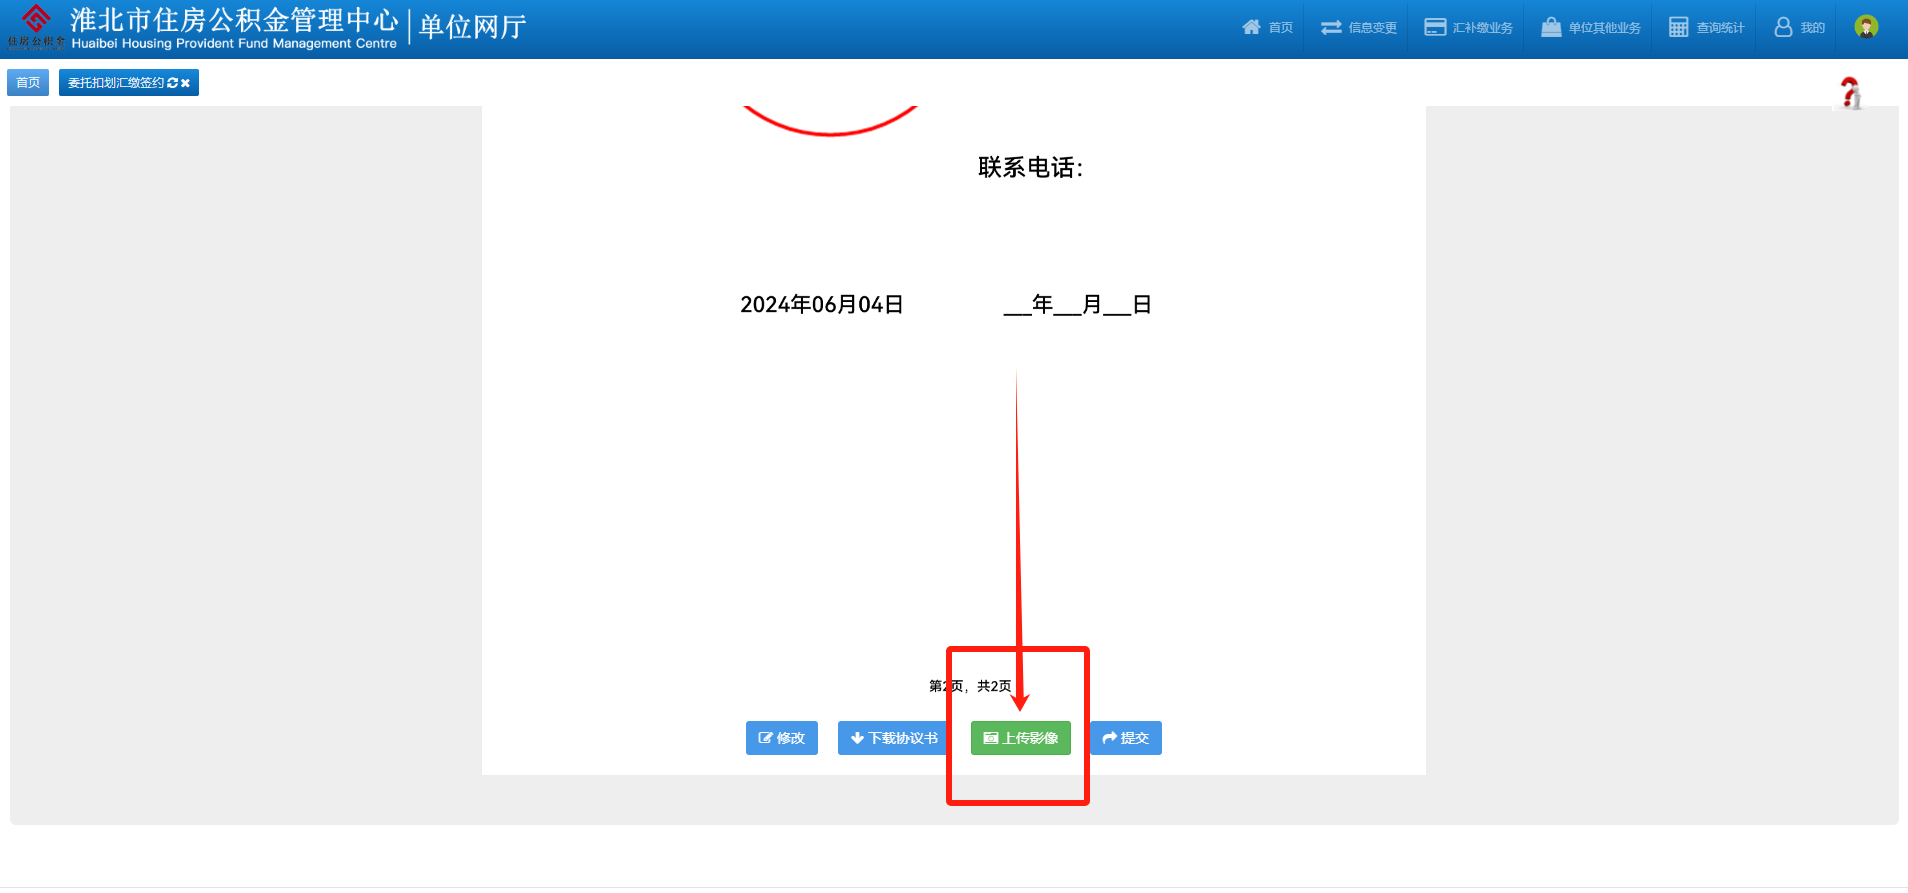 淮北市住房公积金管理中心
Huaibei Housing Provident Fund Management Centre
单位网厅
住房公积金
首页
信息变更
汇补缴业务
单位其他业务
查询统计
我的
首页
委托扣划汇缴签约
联系电话：
2024年06月04日
___年___月___日
第2页，共2页
修改
下载协议书
上传影像
提交